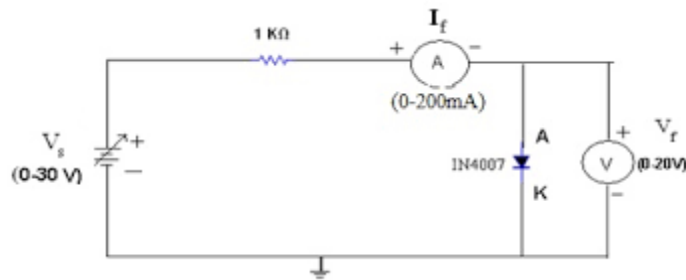 I_f
1 KΩ
+ A −
(0-200mA)
V_s + −
(0-30 V)
A
IN4007
K
+ V_f
V (0-20V)
−